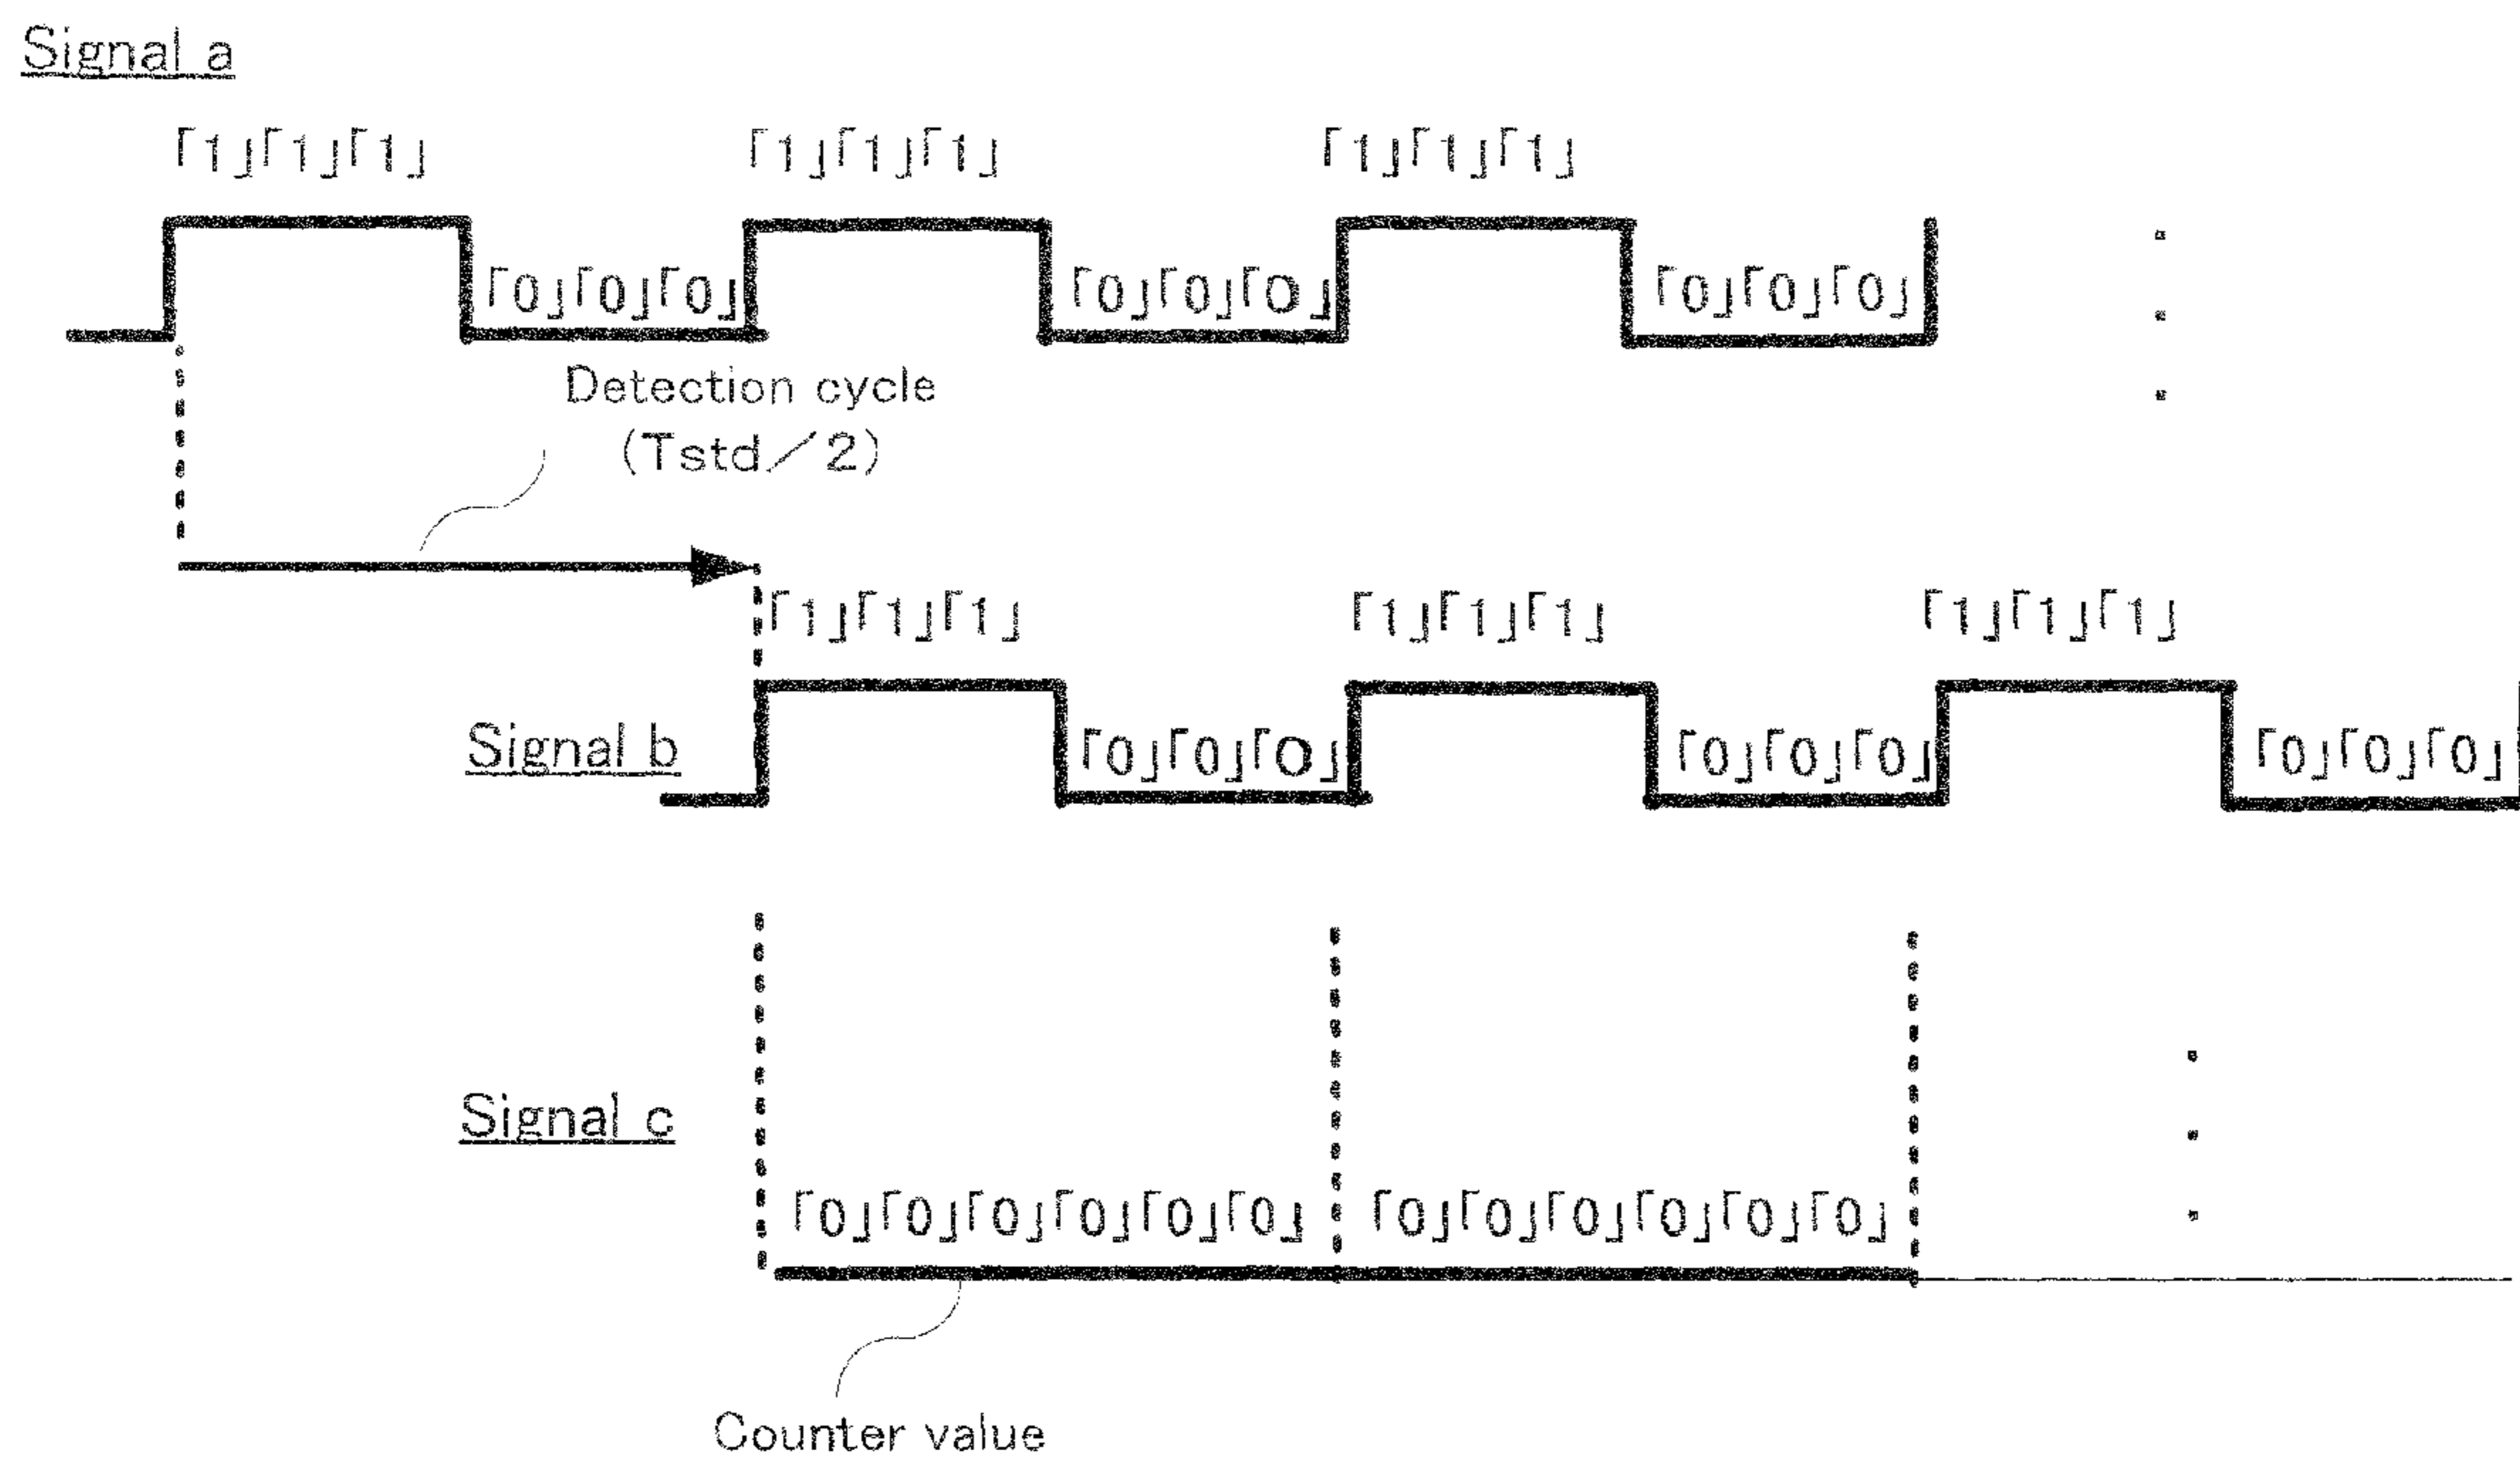 Signal a
「1」「1」「1」 「1」「1」「1」 「1」「1」「1」
「0」「0」「0」 「0」「0」「0」 「0」「0」「0」
Detection cycle
(Tstd／2)
「1」「1」「1」 「1」「1」「1」 「1」「1」「1」
Signal b
「0」「0」「0」 「0」「0」「0」 「0」「0」「0」
Signal c
「0」「0」「0」「0」「0」「0」 「0」「0」「0」「0」「0」「0」
Counter value